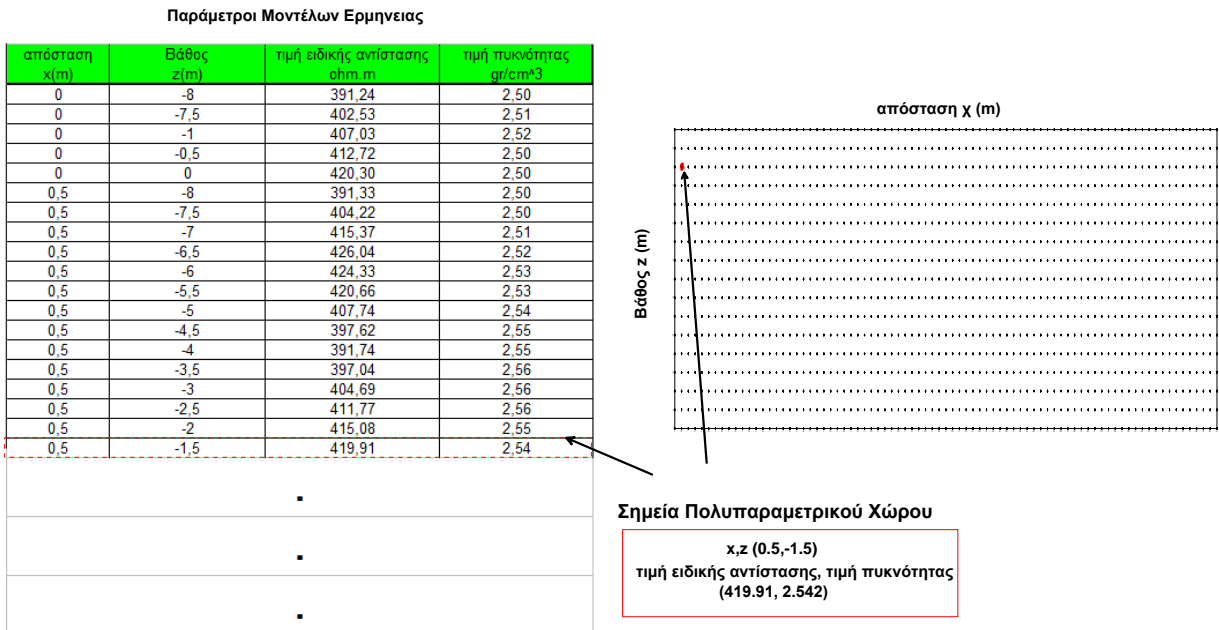 Παράμετροι Μοντέλων Ερμηνειας
απόσταση x(m) Βάθος z(m) τιμή ειδικής αντίστασης ohm.m τιμή πυκνότητας gr/cm^3
0 -8 391,24 2,50
0 -7,5 402,53 2,51
0 -1 407,03 2,52
0 -0,5 412,72 2,50
0 0 420,30 2,50
0,5 -8 391,33 2,50
0,5 -7,5 404,22 2,50
0,5 -7 415,37 2,51
0,5 -6,5 426,04 2,52
0,5 -6 424,33 2,53
0,5 -5,5 420,66 2,53
0,5 -5 407,74 2,54
0,5 -4,5 397,62 2,55
0,5 -4 391,74 2,55
0,5 -3,5 397,04 2,56
0,5 -3 404,69 2,56
0,5 -2,5 411,77 2,56
0,5 -2 415,08 2,55
0,5 -1,5 419,91 2,54
απόσταση χ (m)
Βάθος z (m)
Σημεία Πολυπαραμετρικού Χώρου
x,z (0.5,-1.5)
τιμή ειδικής αντίστασης, τιμή πυκνότητας
(419.91, 2.542)